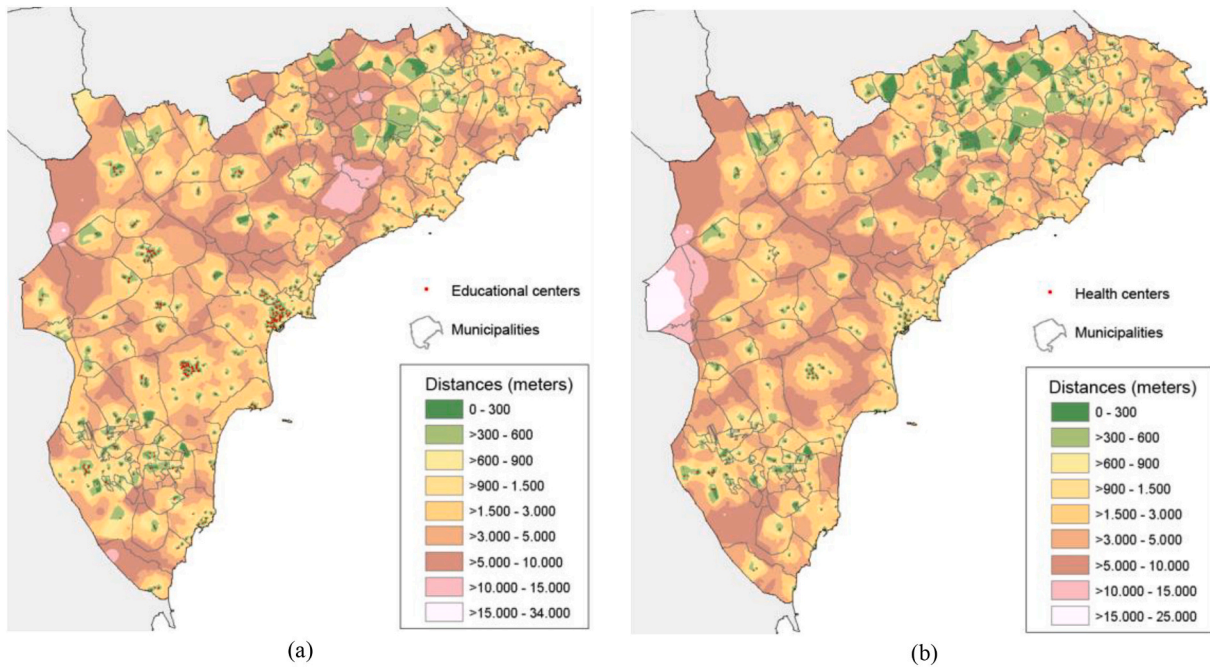 Educational centers
Municipalities
Distances (meters)
0 - 300
>300 - 600
>600 - 900
>900 - 1.500
>1.500 - 3.000
>3.000 - 5.000
>5.000 - 10.000
>10.000 - 15.000
>15.000 - 34.000
(a)
Health centers
Municipalities
Distances (meters)
0 - 300
>300 - 600
>600 - 900
>900 - 1.500
>1.500 - 3.000
>3.000 - 5.000
>5.000 - 10.000
>10.000 - 15.000
>15.000 - 25.000
(b)